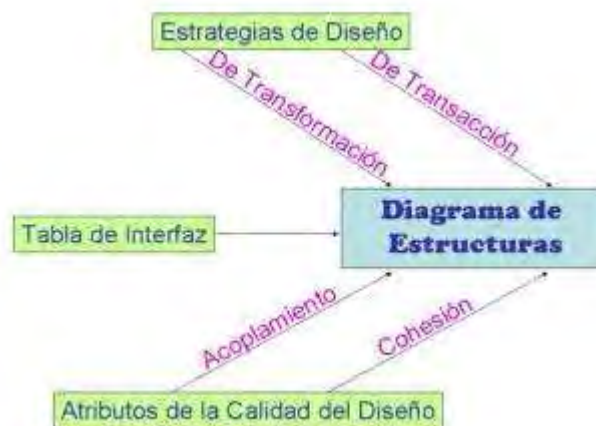 Estrategias de Diseño
De Transformación
De Transacción
Diagrama de
Estructuras
Tabla de Interfaz
Acoplamiento
Cohesión
Atributos de la Calidad del Diseño